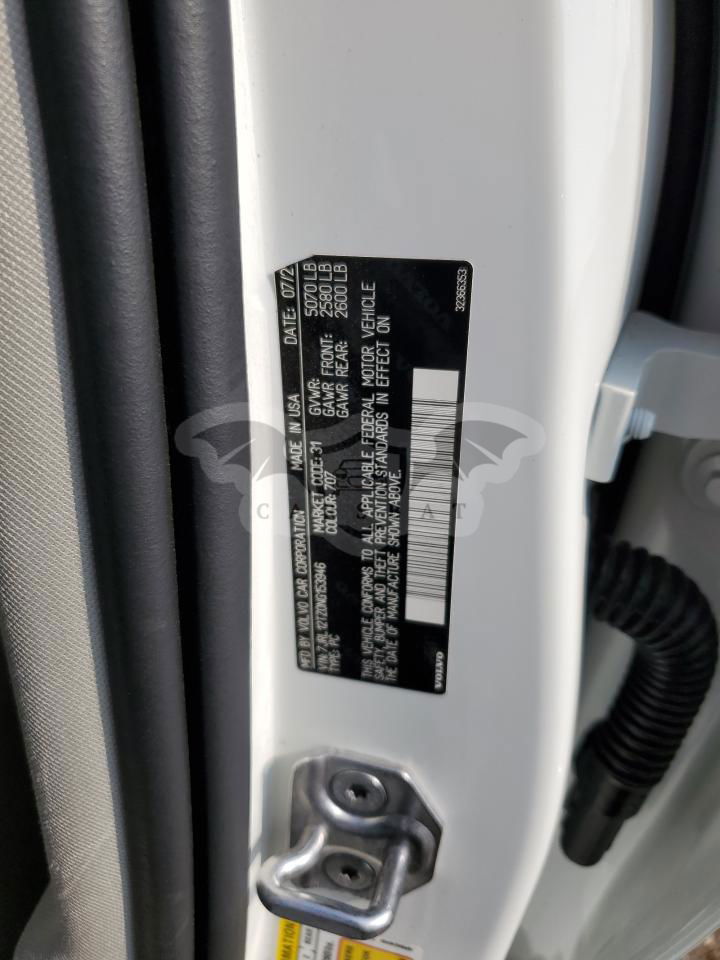 MFD BY VOLVO CAR CORPORATION MADE IN USA DATE: 07/2
VIN: 7JRL12TZ0NG153946
TYPE: PC
MARKET CODE: 31
COLOUR: 707
GVWR: 5070 LB
GAWR FRONT: 2580 LB
GAWR REAR: 2600 LB
THIS VEHICLE CONFORMS TO ALL APPLICABLE FEDERAL MOTOR VEHICLE
SAFETY, BUMPER AND THEFT PREVENTION STANDARDS IN EFFECT ON
THE DATE OF MANUFACTURE SHOWN ABOVE.
VOLVO
32366353